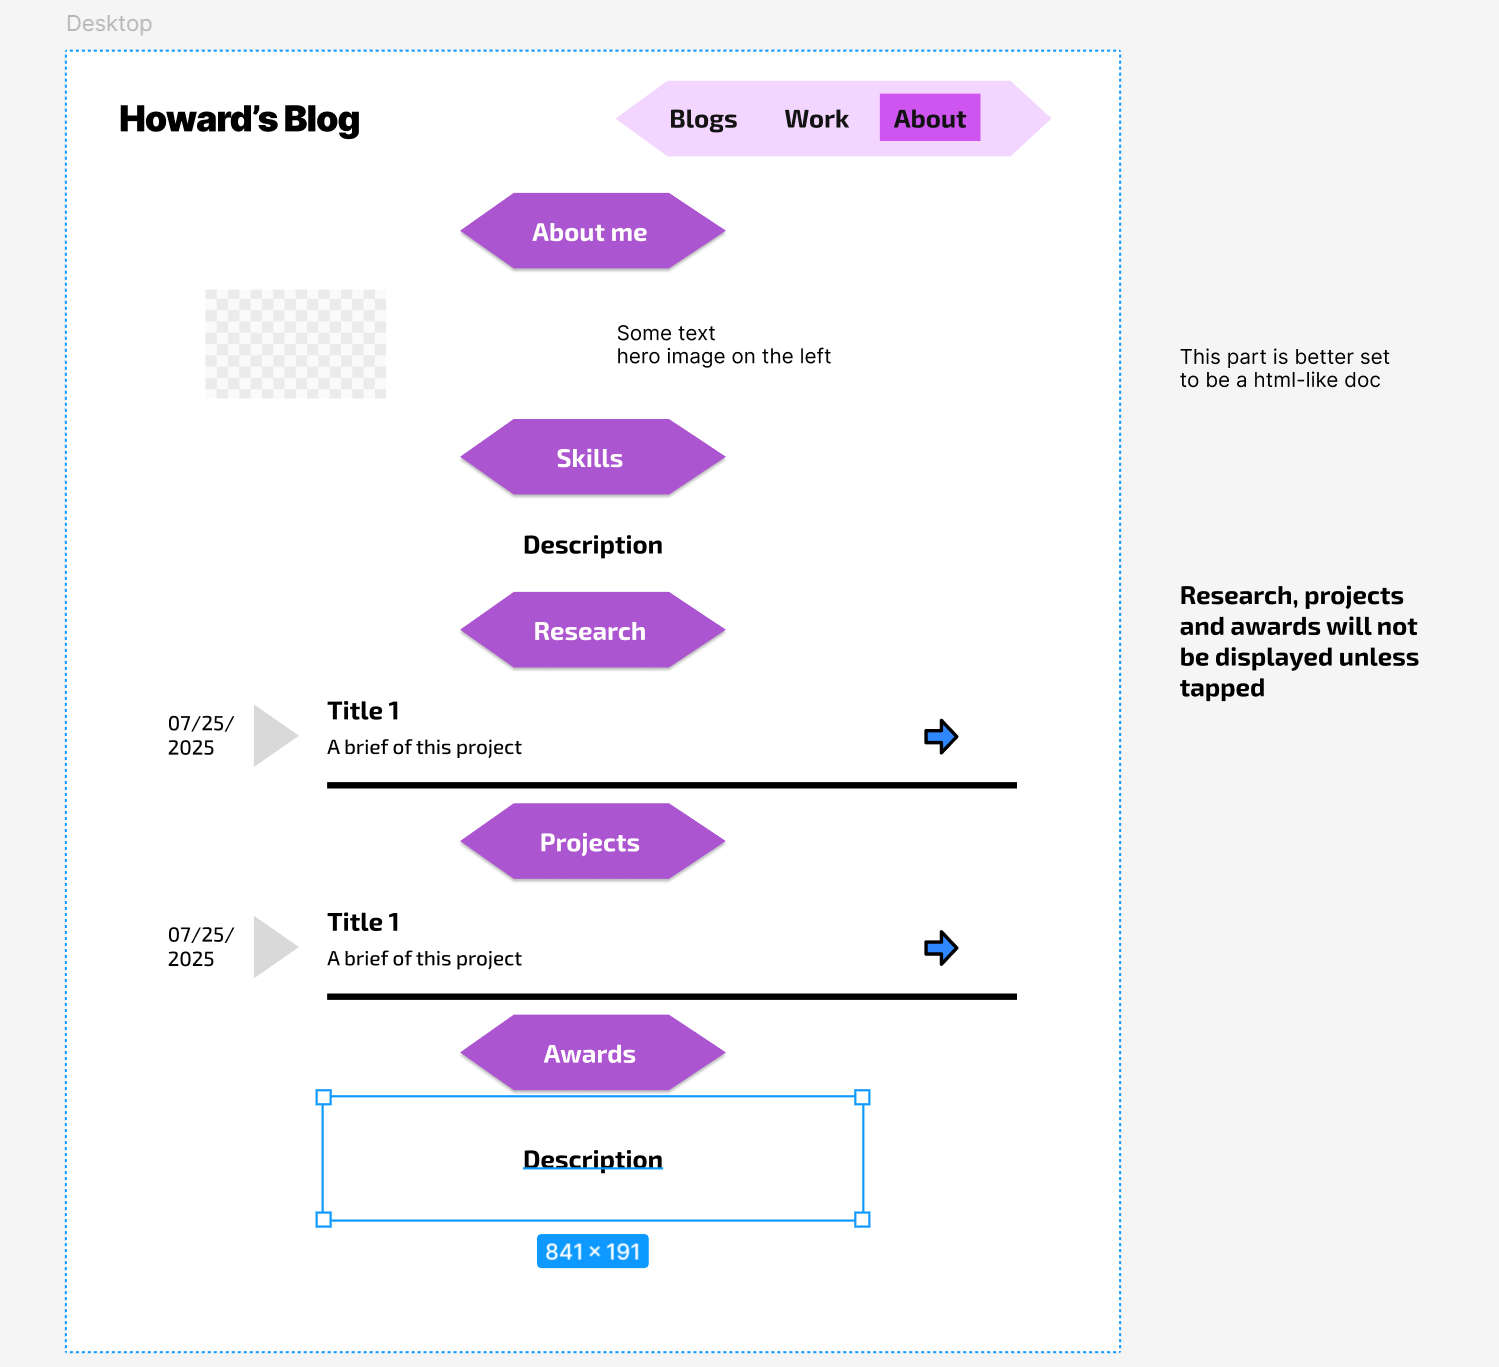 Desktop
Howard’s Blog
Blogs Work About
About me
Some text
hero image on the left
This part is better set
to be a html-like doc
Skills
Description
Research
Research, projects
and awards will not
be displayed unless
tapped
07/25/
2025
Title 1
A brief of this project
Projects
07/25/
2025
Title 1
A brief of this project
Awards
Description
841 × 191